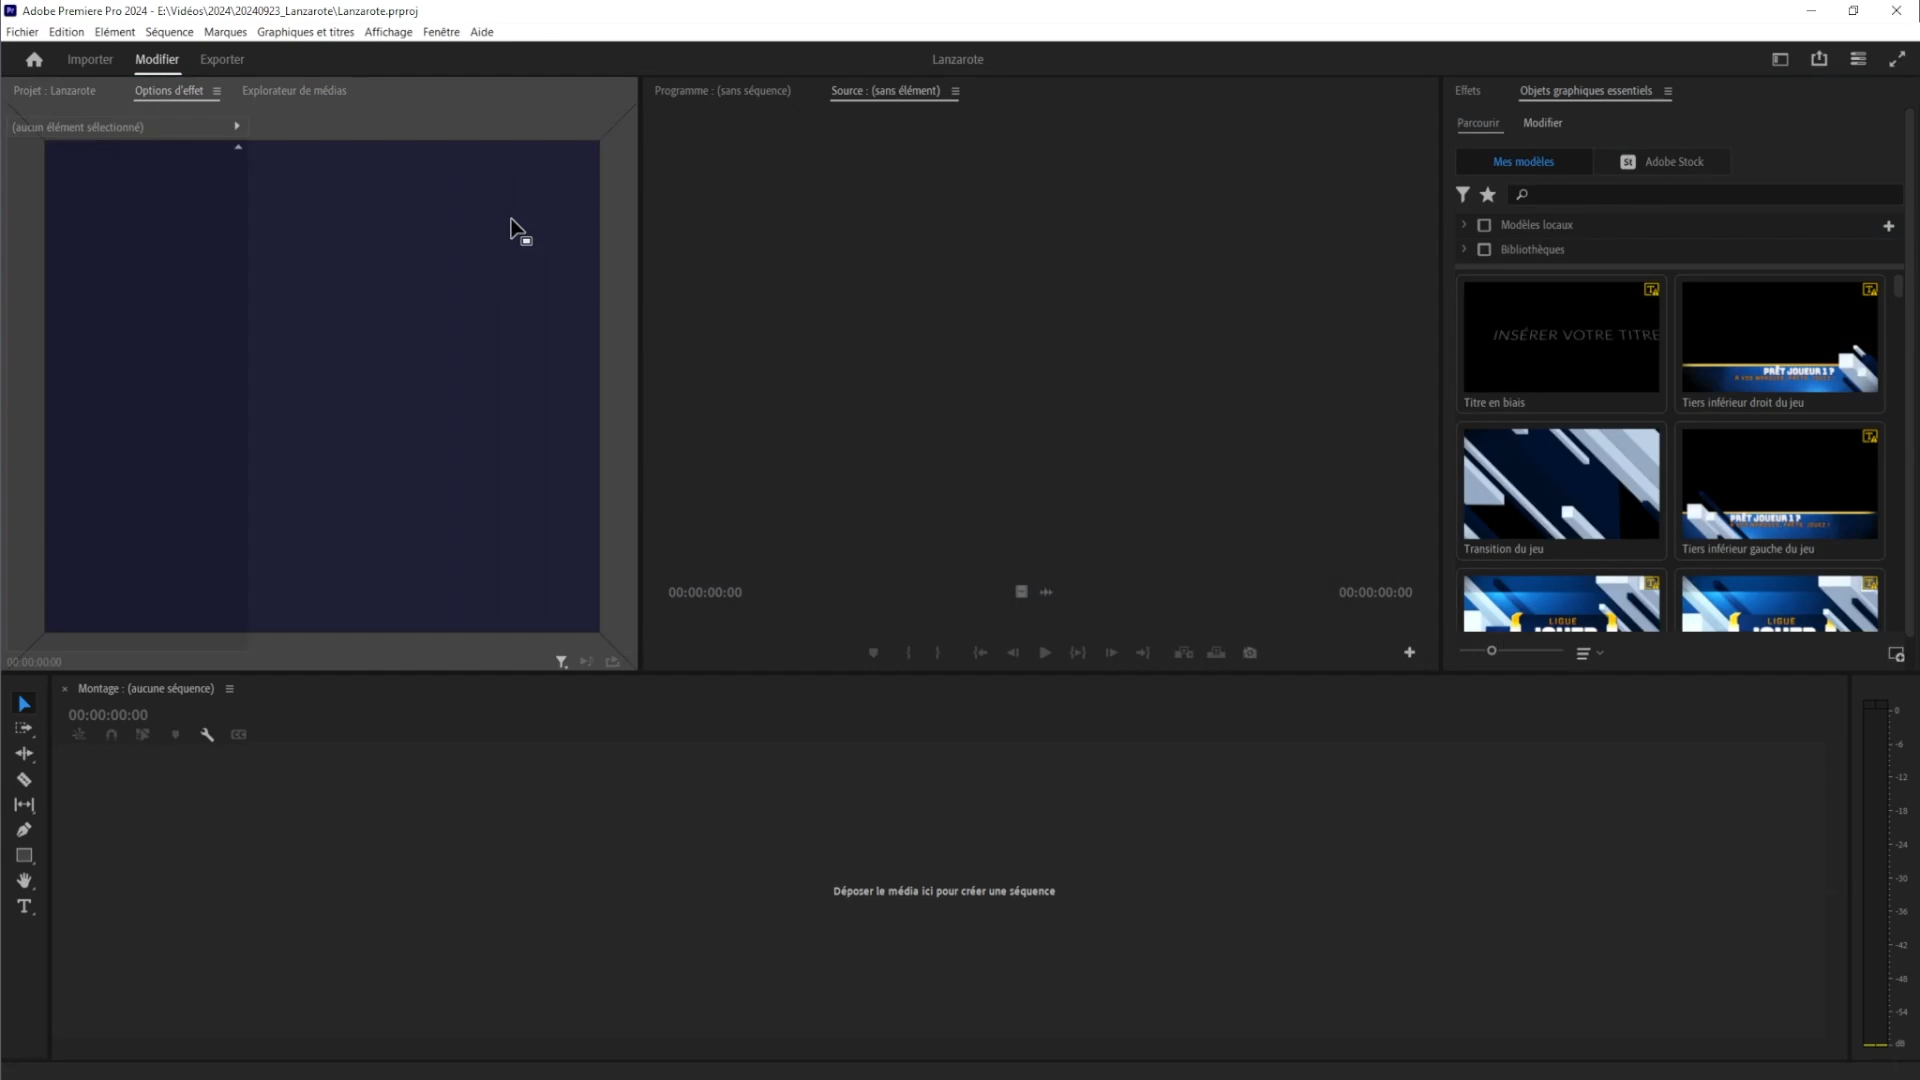 Adobe Premiere Pro 2024 - E:\Vidéos\2024\20240923_Lanzarote\Lanzarote.prproj
Fichier Edition Elément Séquence Marques Graphiques et titres Affichage Fenêtre Aide
Importer Modifier Exporter
Lanzarote
Projet : Lanzarote Options d'effet Explorateur de médias
Programme : (sans séquence) Source : (sans élément)
Effets Objets graphiques essentiels
(aucun élément sélectionné)
Parcourir Modifier
Mes modèles
St Adobe Stock
Modèles locaux
Bibliothèques
INSÉRER VOTRE TITRE
Titre en biais
PRÊT JOUEUR 1 ?
Tiers inférieur droit du jeu
Transition du jeu
PRÊT JOUEUR 1 ?
Tiers inférieur gauche du jeu
LIGUE
LIGUE
00:00:00:00
00:00:00:00
00:00:00:00
Montage : (aucune séquence)
00:00:00:00
Déposer le média ici pour créer une séquence
0
-6
-12
-18
-24
-30
-36
-42
-48
-54
dB